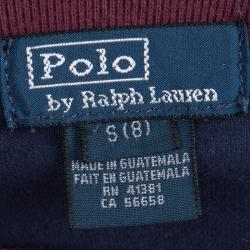 Polo
by Ralph Lauren
S (8)
MADE IN GUATEMALA
FAIT EN GUATEMALA
RN 41381
CA 56658